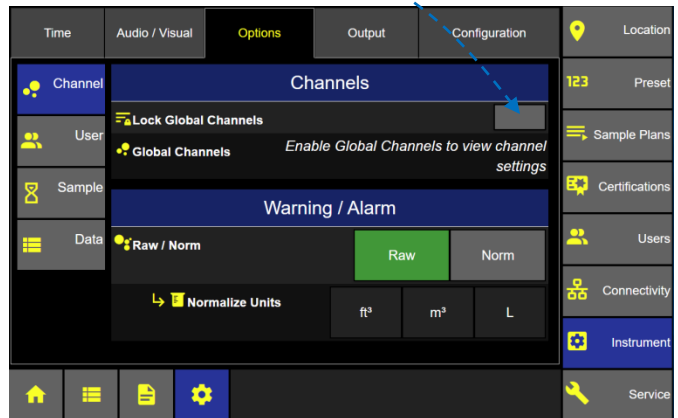 Time
Audio / Visual
Options
Output
Configuration
Location
Channel
Channels
123
Preset
Lock Global Channels
User
Global Channels
Enable Global Channels to view channel
settings
Sample Plans
Sample
Warning / Alarm
Certifications
Data
Raw / Norm
Raw
Norm
Users
Normalize Units
ft³
m³
L
Connectivity
Instrument
Service